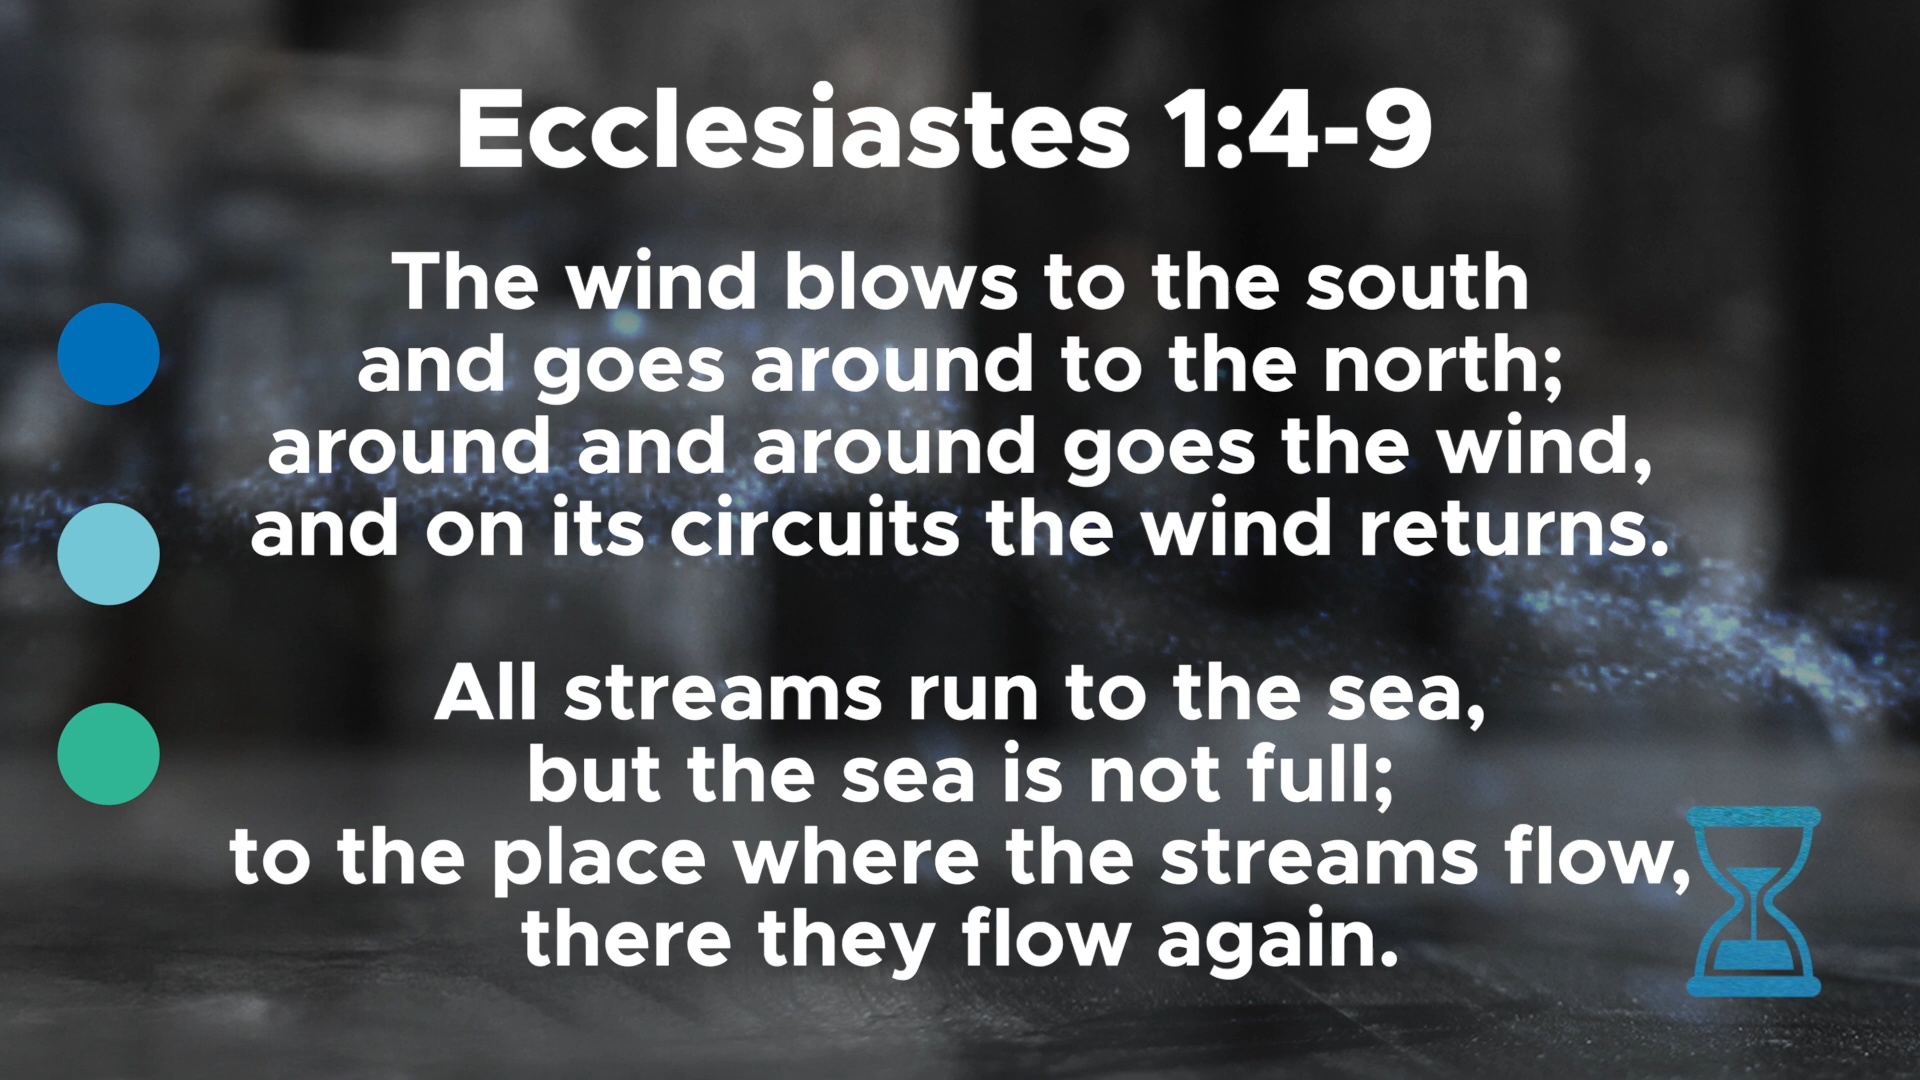 Ecclesiastes 1:4-9
The wind blows to the south
and goes around to the north;
around and around goes the wind,
and on its circuits the wind returns.
All streams run to the sea,
but the sea is not full;
to the place where the streams flow,
there they flow again.